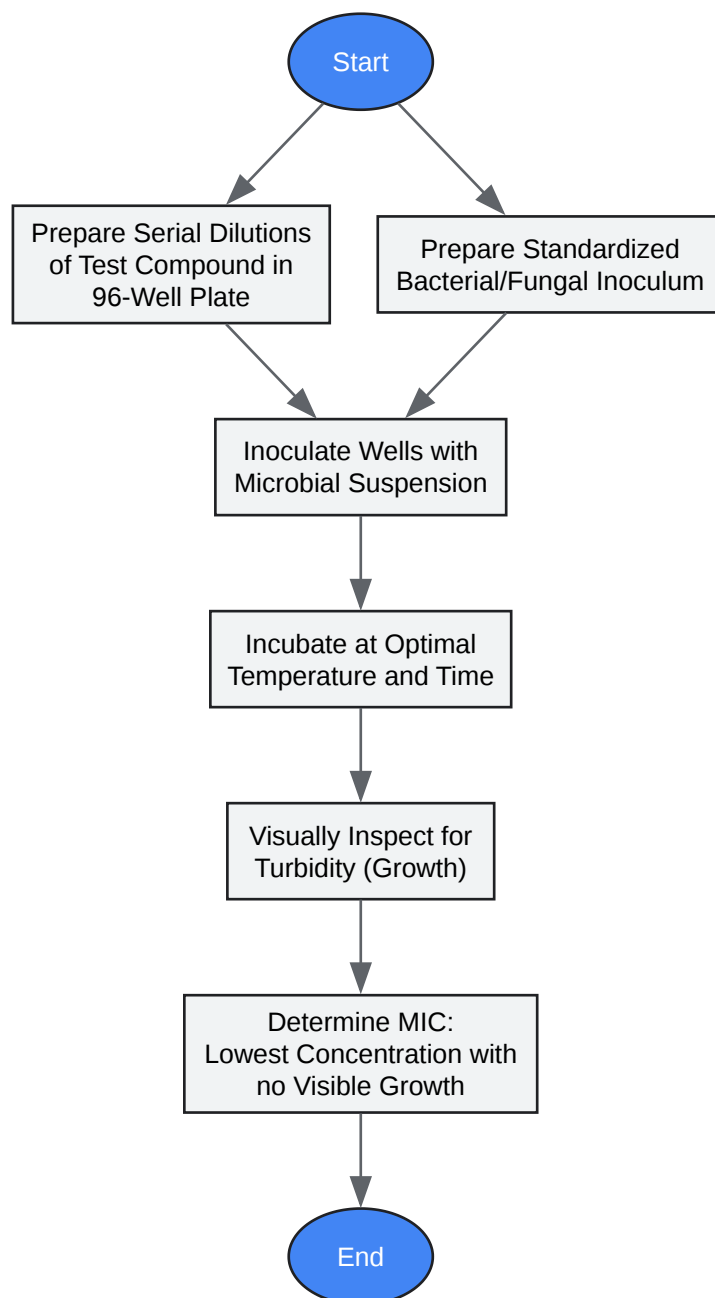 Start
Prepare Serial Dilutions
of Test Compound in
96-Well Plate
Prepare Standardized
Bacterial/Fungal Inoculum
Inoculate Wells with
Microbial Suspension
Incubate at Optimal
Temperature and Time
Visually Inspect for
Turbidity (Growth)
Determine MIC:
Lowest Concentration with
no Visible Growth
End